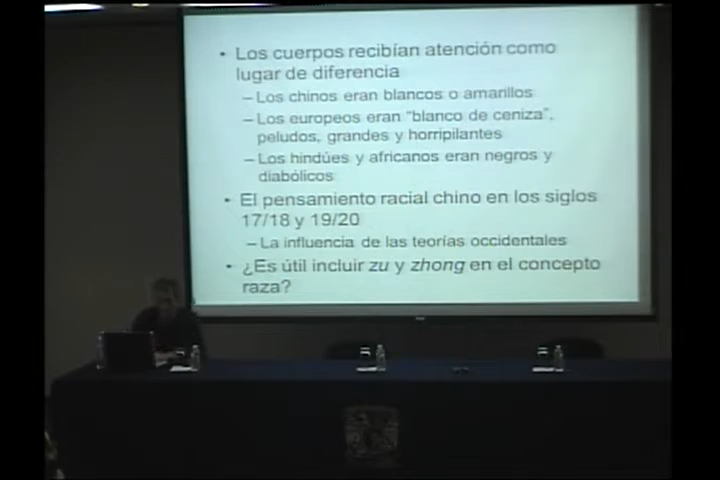 • Los cuerpos recibían atención como
lugar de diferencia
– Los chinos eran blancos o amarillos
– Los europeos eran "blanco de ceniza",
peludos, grandes y horripilantes
– Los hindúes y africanos eran negros y
diabólicos
• El pensamiento racial chino en los siglos
17/18 y 19/20
– La influencia de las teorías occidentales
• ¿Es útil incluir zu y zhong en el concepto
raza?